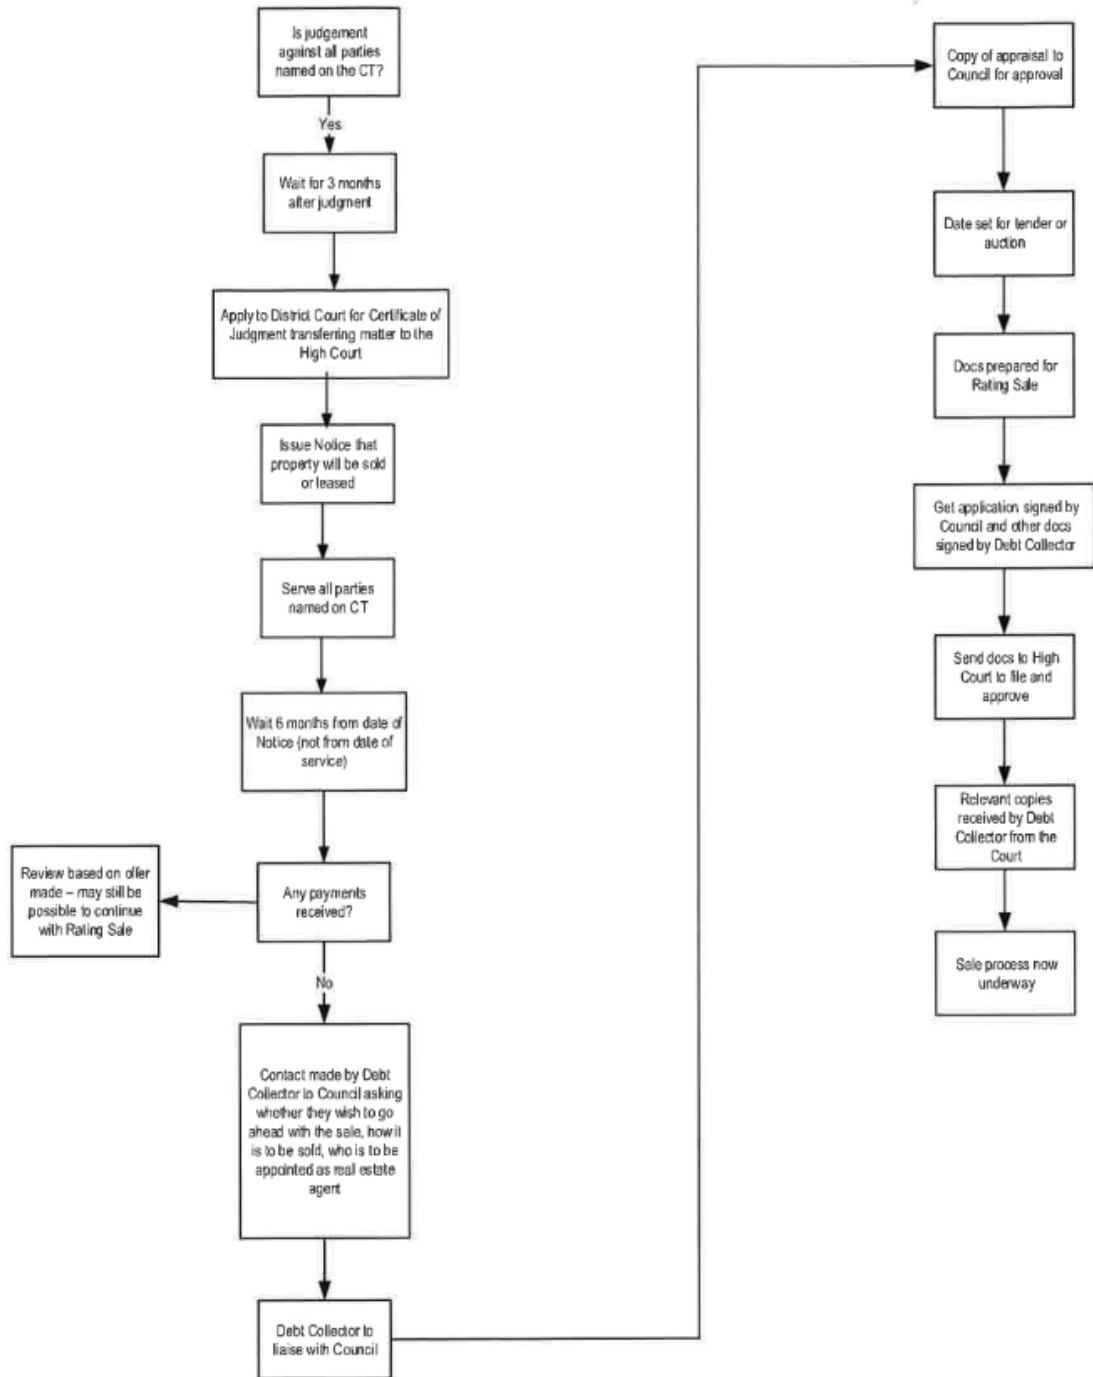 Is judgement
against all parties
named on the CT?
Yes
Wait for 3 months
after judgment
Apply to District Court for Certificate of
Judgment transferring matter to the
High Court
Issue Notice that
property will be sold
or leased
Serve all parties
named on CT
Wait 6 months from date of
Notice (not from date of
service)
Any payments
received?
Review based on offer
made – may still be
possible to continue
with Rating Sale
No
Contact made by Debt
Collector to Council asking
whether they wish to go
ahead with the sale, how it
is to be sold, who is to be
appointed as real estate
agent
Debt Collector to
liaise with Council
Copy of appraisal to
Council for approval
Date set for tender or
auction
Docs prepared for
Rating Sale
Get application signed by
Council and other docs
signed by Debt Collector
Send docs to High
Court to file and
approve
Relevant copies
received by Debt
Collector from the
Court
Sale process now
underway